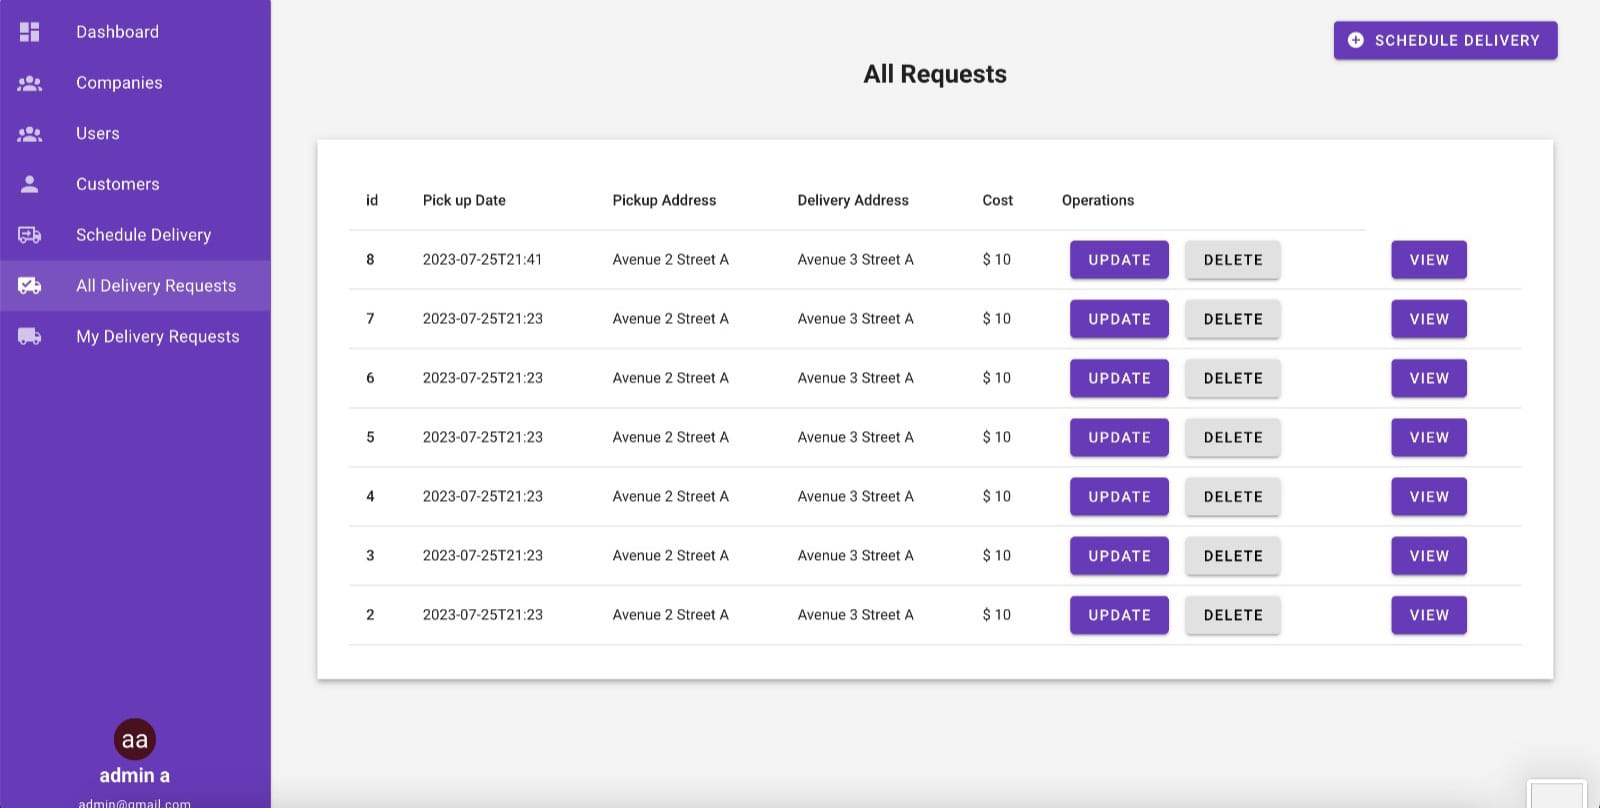 Dashboard
Companies
Users
Customers
Schedule Delivery
All Delivery Requests
My Delivery Requests
aa
admin a
admin@gmail.com
SCHEDULE DELIVERY
All Requests
id Pick up Date Pickup Address Delivery Address Cost Operations
8 2023-07-25T21:41 Avenue 2 Street A Avenue 3 Street A $ 10 UPDATE DELETE VIEW
7 2023-07-25T21:23 Avenue 2 Street A Avenue 3 Street A $ 10 UPDATE DELETE VIEW
6 2023-07-25T21:23 Avenue 2 Street A Avenue 3 Street A $ 10 UPDATE DELETE VIEW
5 2023-07-25T21:23 Avenue 2 Street A Avenue 3 Street A $ 10 UPDATE DELETE VIEW
4 2023-07-25T21:23 Avenue 2 Street A Avenue 3 Street A $ 10 UPDATE DELETE VIEW
3 2023-07-25T21:23 Avenue 2 Street A Avenue 3 Street A $ 10 UPDATE DELETE VIEW
2 2023-07-25T21:23 Avenue 2 Street A Avenue 3 Street A $ 10 UPDATE DELETE VIEW